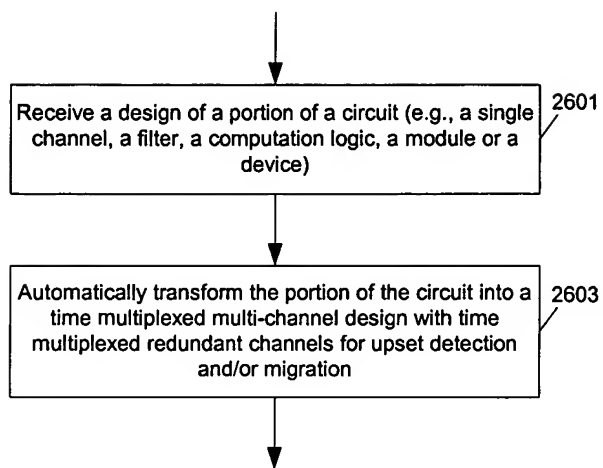 Receive a design of a portion of a circuit (e.g., a single
channel, a filter, a computation logic, a module or a
device)
2601
Automatically transform the portion of the circuit into a
time multiplexed multi-channel design with time
multiplexed redundant channels for upset detection
and/or migration
2603